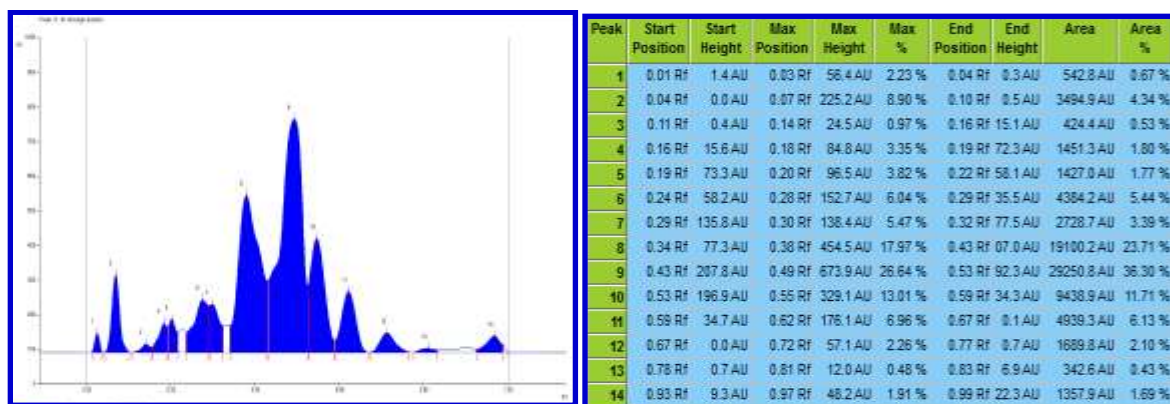 Peak Start Position Start Height Max Position Max Height Max % End Position End Height Area Area %
1 0.01 Rf 1.4 AU 0.03 Rf 56.4 AU 2.23 % 0.04 Rf 0.3 AU 542.8 AU 0.67 %
2 0.04 Rf 0.0 AU 0.07 Rf 225.2 AU 8.90 % 0.10 Rf 0.5 AU 3494.9 AU 4.34 %
3 0.11 Rf 0.4 AU 0.14 Rf 24.5 AU 0.97 % 0.16 Rf 15.1 AU 424.4 AU 0.53 %
4 0.16 Rf 15.6 AU 0.18 Rf 84.8 AU 3.35 % 0.19 Rf 72.3 AU 1451.3 AU 1.80 %
5 0.19 Rf 73.3 AU 0.20 Rf 96.5 AU 3.82 % 0.22 Rf 58.1 AU 1427.0 AU 1.77 %
6 0.24 Rf 58.2 AU 0.28 Rf 152.7 AU 6.04 % 0.29 Rf 35.5 AU 4384.2 AU 5.44 %
7 0.29 Rf 135.8 AU 0.30 Rf 138.4 AU 5.47 % 0.32 Rf 77.5 AU 2728.7 AU 3.39 %
8 0.34 Rf 77.3 AU 0.38 Rf 454.5 AU 17.97 % 0.43 Rf 07.0 AU 19100.2 AU 23.71 %
9 0.43 Rf 207.8 AU 0.49 Rf 673.9 AU 26.64 % 0.53 Rf 92.3 AU 29250.8 AU 36.30 %
10 0.53 Rf 196.9 AU 0.55 Rf 329.1 AU 13.01 % 0.59 Rf 34.3 AU 9438.9 AU 11.71 %
11 0.59 Rf 34.7 AU 0.62 Rf 176.1 AU 6.96 % 0.67 Rf 0.1 AU 4939.3 AU 6.13 %
12 0.67 Rf 0.0 AU 0.72 Rf 57.1 AU 2.26 % 0.77 Rf 0.7 AU 1689.8 AU 2.10 %
13 0.78 Rf 0.7 AU 0.81 Rf 12.0 AU 0.48 % 0.83 Rf 6.9 AU 342.6 AU 0.43 %
14 0.93 Rf 9.3 AU 0.97 Rf 48.2 AU 1.91 % 0.99 Rf 22.3 AU 1357.9 AU 1.69 %